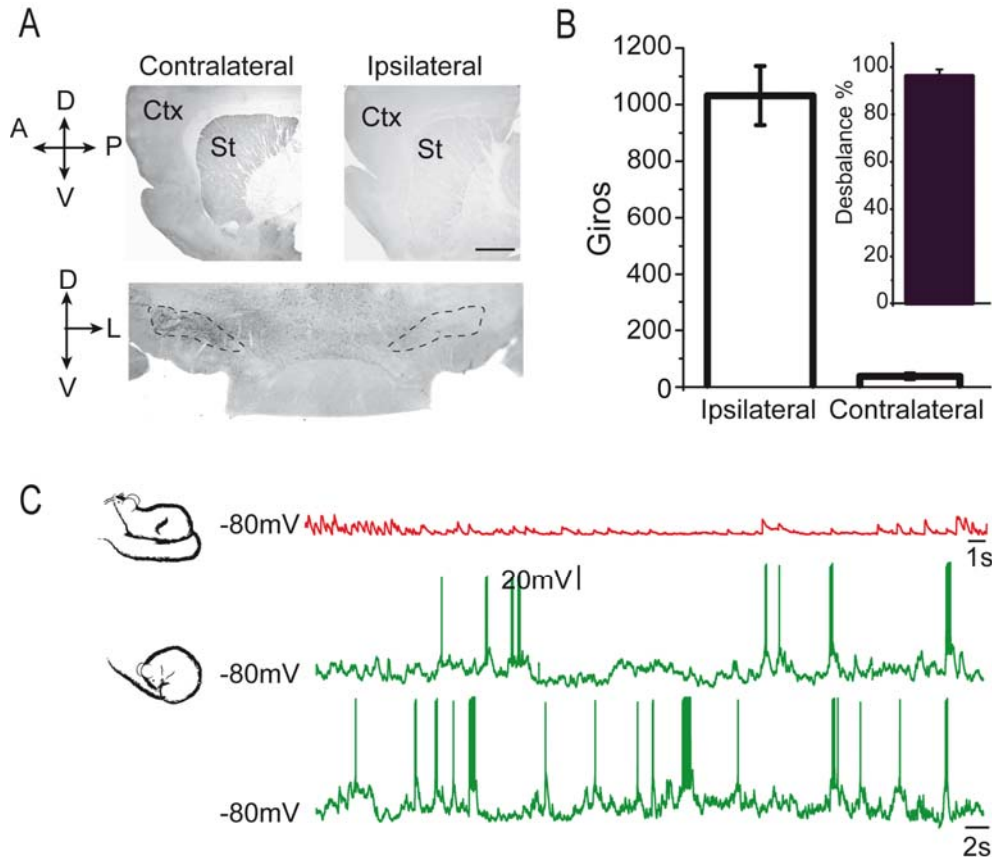 A
Contralateral
Ipsilateral
D
A
P
V
Ctx
St
Ctx
St
D
L
V
B
Giros
1200
1000
800
600
400
200
0
Ipsilateral
Contralateral
Desbalance %
100
80
60
40
20
0
C
-80mV
1s
20mV
-80mV
-80mV
2s